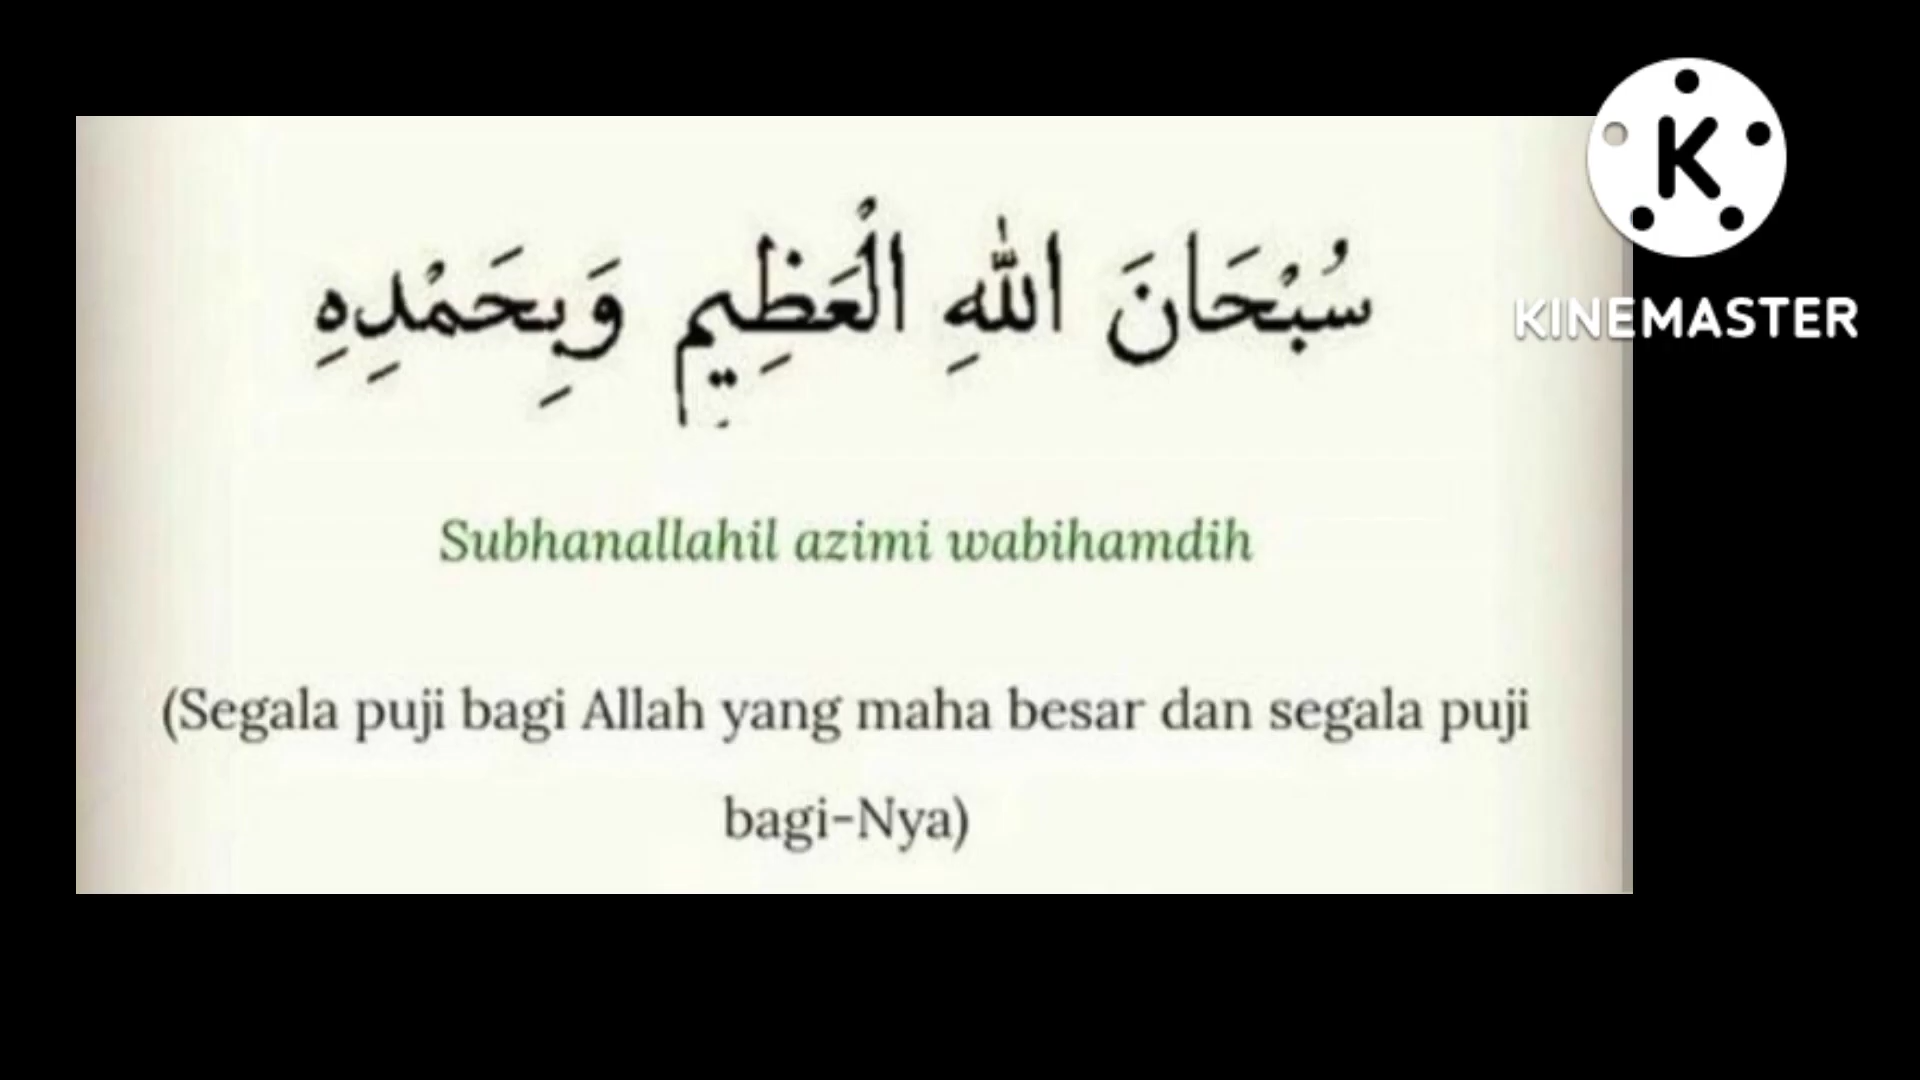 سُبْحَانَ اللّٰهِ الْعَظِيمِ وَبِحَمْدِهِ
Subhanallahil azimi wabihamdih
(Segala puji bagi Allah yang maha besar dan segala puji
bagi-Nya)
K
KINEMASTER